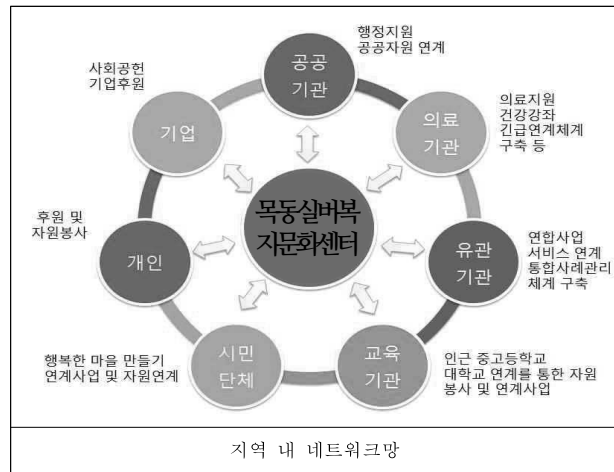 행정지원
공공자원 연계
공공
기관
사회공헌
기업후원
기업
의료
기관
의료지원
건강강좌
긴급연계체계
구축 등
목동실버복
지문화센터
후원 및
자원봉사
개인
유관
기관
연합사업
서비스 연계
통합사례관리
체계 구축
행복한 마을 만들기
연계사업 및 자원연계
시민
단체
교육
기관
인근 중고등학교
대학교 연계를 통한 자원
봉사 및 연계사업
지역 내 네트워크망